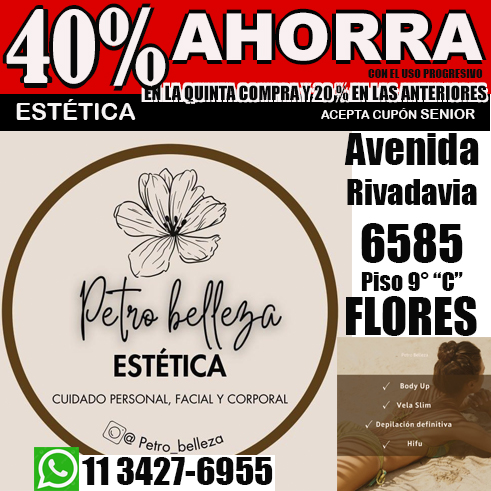 40% AHORRA
CON EL USO PROGRESIVO
EN LA QUINTA COMPRA Y 20% EN LAS ANTERIORES
ESTÉTICA
ACEPTA CUPÓN SENIOR
Petro belleza
ESTÉTICA
CUIDADO PERSONAL, FACIAL Y CORPORAL
@Petro_belleza
11 3427-6955
Avenida
Rivadavia
6585
Piso 9° “C”
FLORES
✓ Body Up
✓ Vela Slim
✓ Depilación definitiva
✓ Hifu